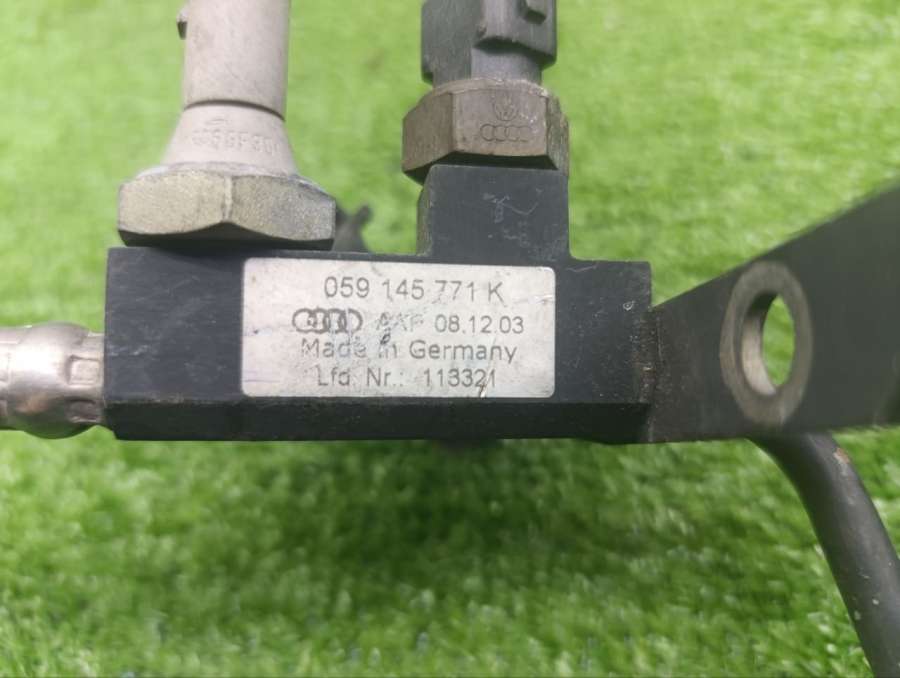 059 145 771 K
08.12.03
Made in Germany
Lfd. Nr.: 113321